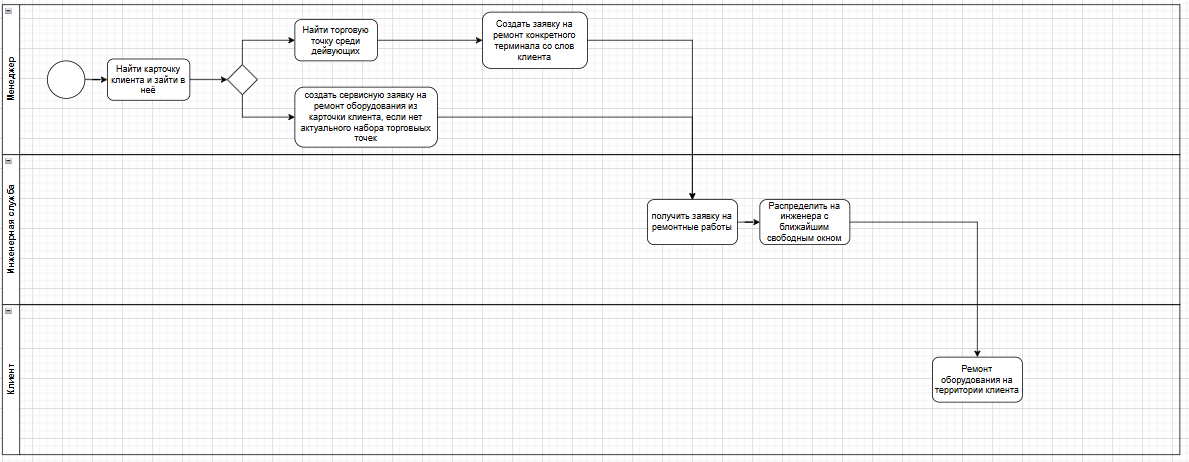 Менеджер
Найти карточку
клиента и зайти в
неё
Найти торговую
точку среди
дейвующих
Создать заявку на
ремонт конкретного
терминала со слов
клиента
создать сервисную заявку на
ремонт оборудования из
карточки клиента, если нет
актуального набора торговыых
точек
Инженерная служба
получить заявку на
ремонтные работы
Распределить на
инженера с
ближайшим
свободным окном
Клиент
Ремонт
оборудования на
территории клиента